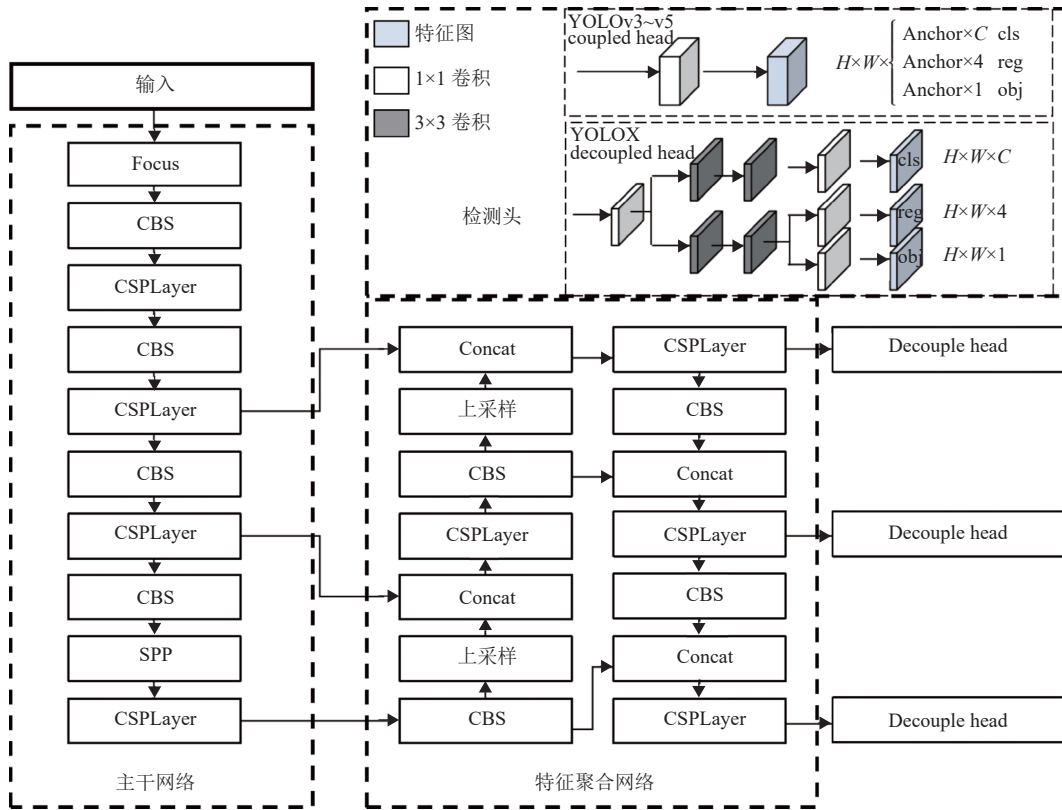 输入
Focus
CBS
CSPLayer
CBS
CSPLayer
CBS
CSPLayer
CBS
SPP
CSPLayer
主干网络
特征图
1×1 卷积
3×3 卷积
检测头
YOLOv3~v5
coupled head
H×W×
Anchor×C cls
Anchor×4 reg
Anchor×1 obj
YOLOX
decoupled head
cls
H×W×C
reg
H×W×4
obj
H×W×1
Concat
上采样
CBS
CSPLayer
Concat
上采样
CBS
CSPLayer
CBS
Concat
CSPLayer
CBS
Concat
CSPLayer
特征聚合网络
Decouple head
Decouple head
Decouple head